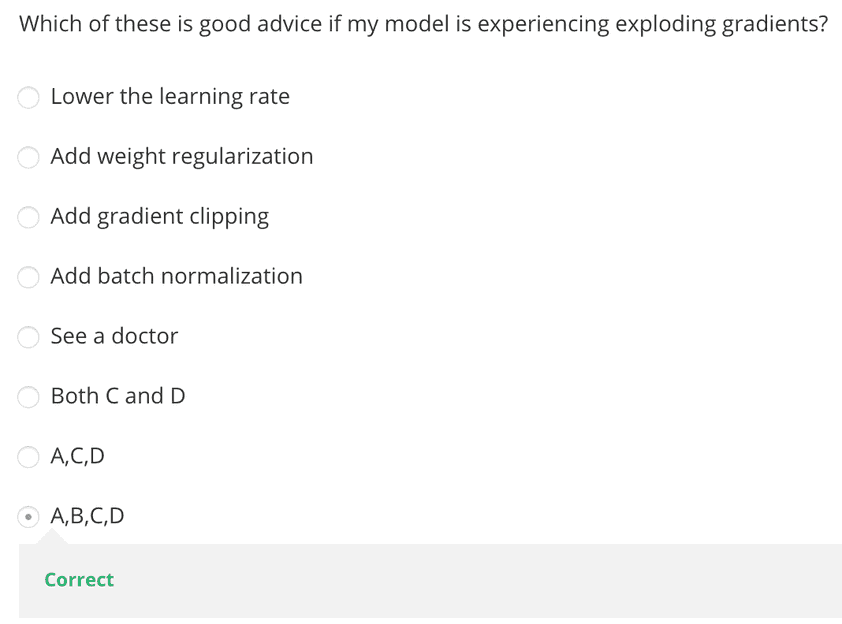 Which of these is good advice if my model is experiencing exploding gradients?
Lower the learning rate
Add weight regularization
Add gradient clipping
Add batch normalization
See a doctor
Both C and D
A,C,D
A,B,C,D
Correct